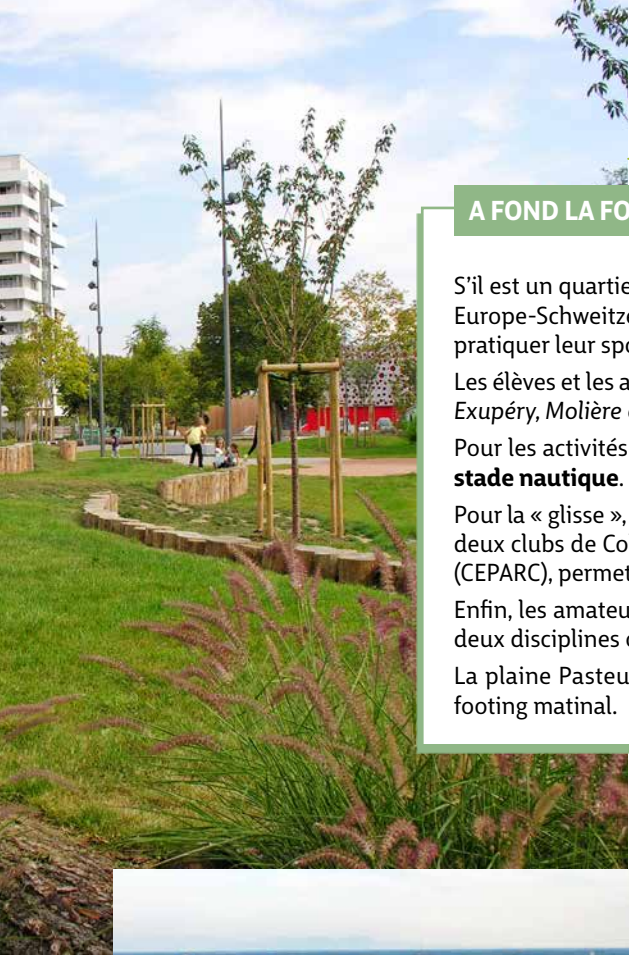 A FOND LA FO
S’il est un quartie
Europe-Schweitze
pratiquer leur spo
Les élèves et les a
Exupéry, Molière
Pour les activités
stade nautique.
Pour la « glisse »,
deux clubs de Co
(CEPARC), permet
Enfin, les amateu
deux disciplines
La plaine Pasteu
footing matinal.